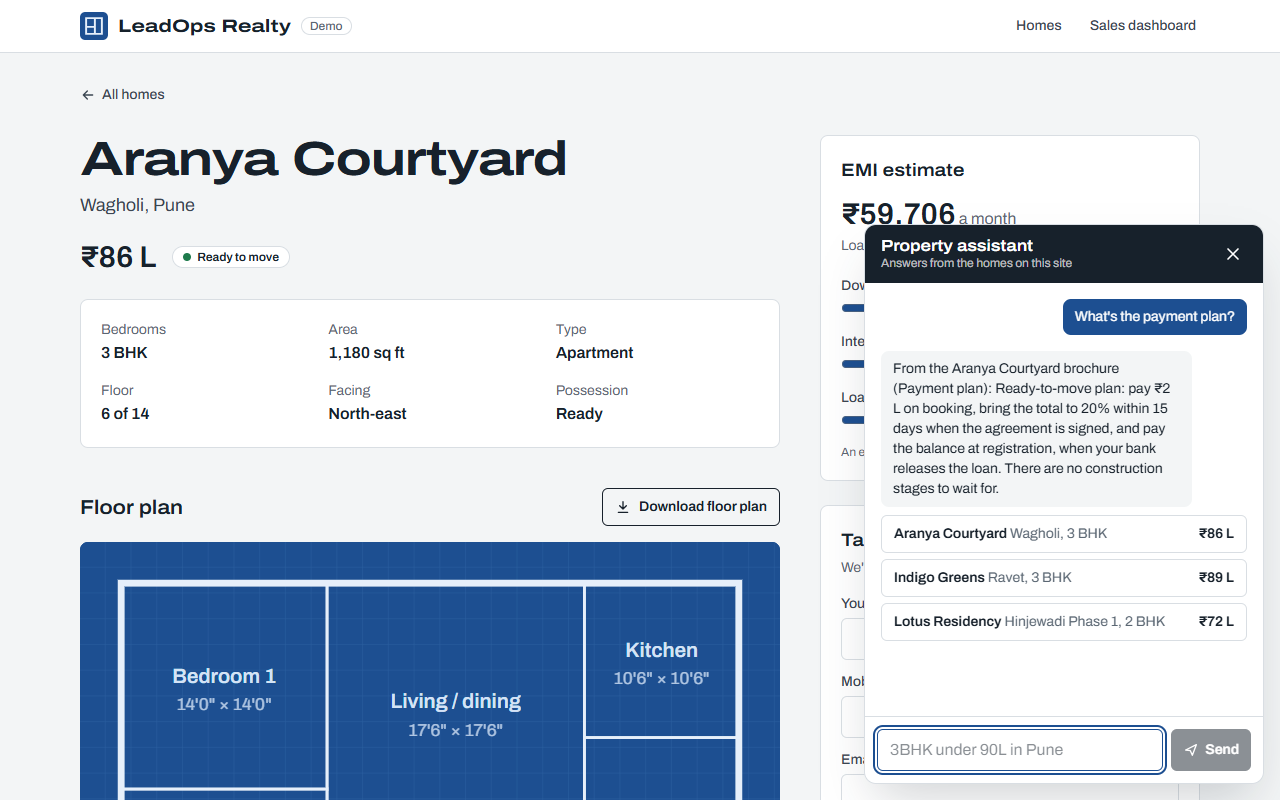 LeadOps Realty
Demo
Homes
Sales dashboard
All homes
Aranya Courtyard
Wagholi, Pune
₹86 L
Ready to move
Bedrooms
3 BHK
Area
1,180 sq ft
Type
Apartment
Floor
6 of 14
Facing
North-east
Possession
Ready
Floor plan
Download floor plan
Bedroom 1
14'0" × 14'0"
Living / dining
17'6" × 17'6"
Kitchen
10'6" × 10'6"
EMI estimate
₹59,706 a month
Property assistant
Answers from the homes on this site
What's the payment plan?
From the Aranya Courtyard brochure
(Payment plan): Ready-to-move plan: pay ₹2
L on booking, bring the total to 20% within 15
days when the agreement is signed, and pay
the balance at registration, when your bank
releases the loan. There are no construction
stages to wait for.
Aranya Courtyard Wagholi, 3 BHK ₹86 L
Indigo Greens Ravet, 3 BHK ₹89 L
Lotus Residency Hinjewadi Phase 1, 2 BHK ₹72 L
3BHK under 90L in Pune
Send